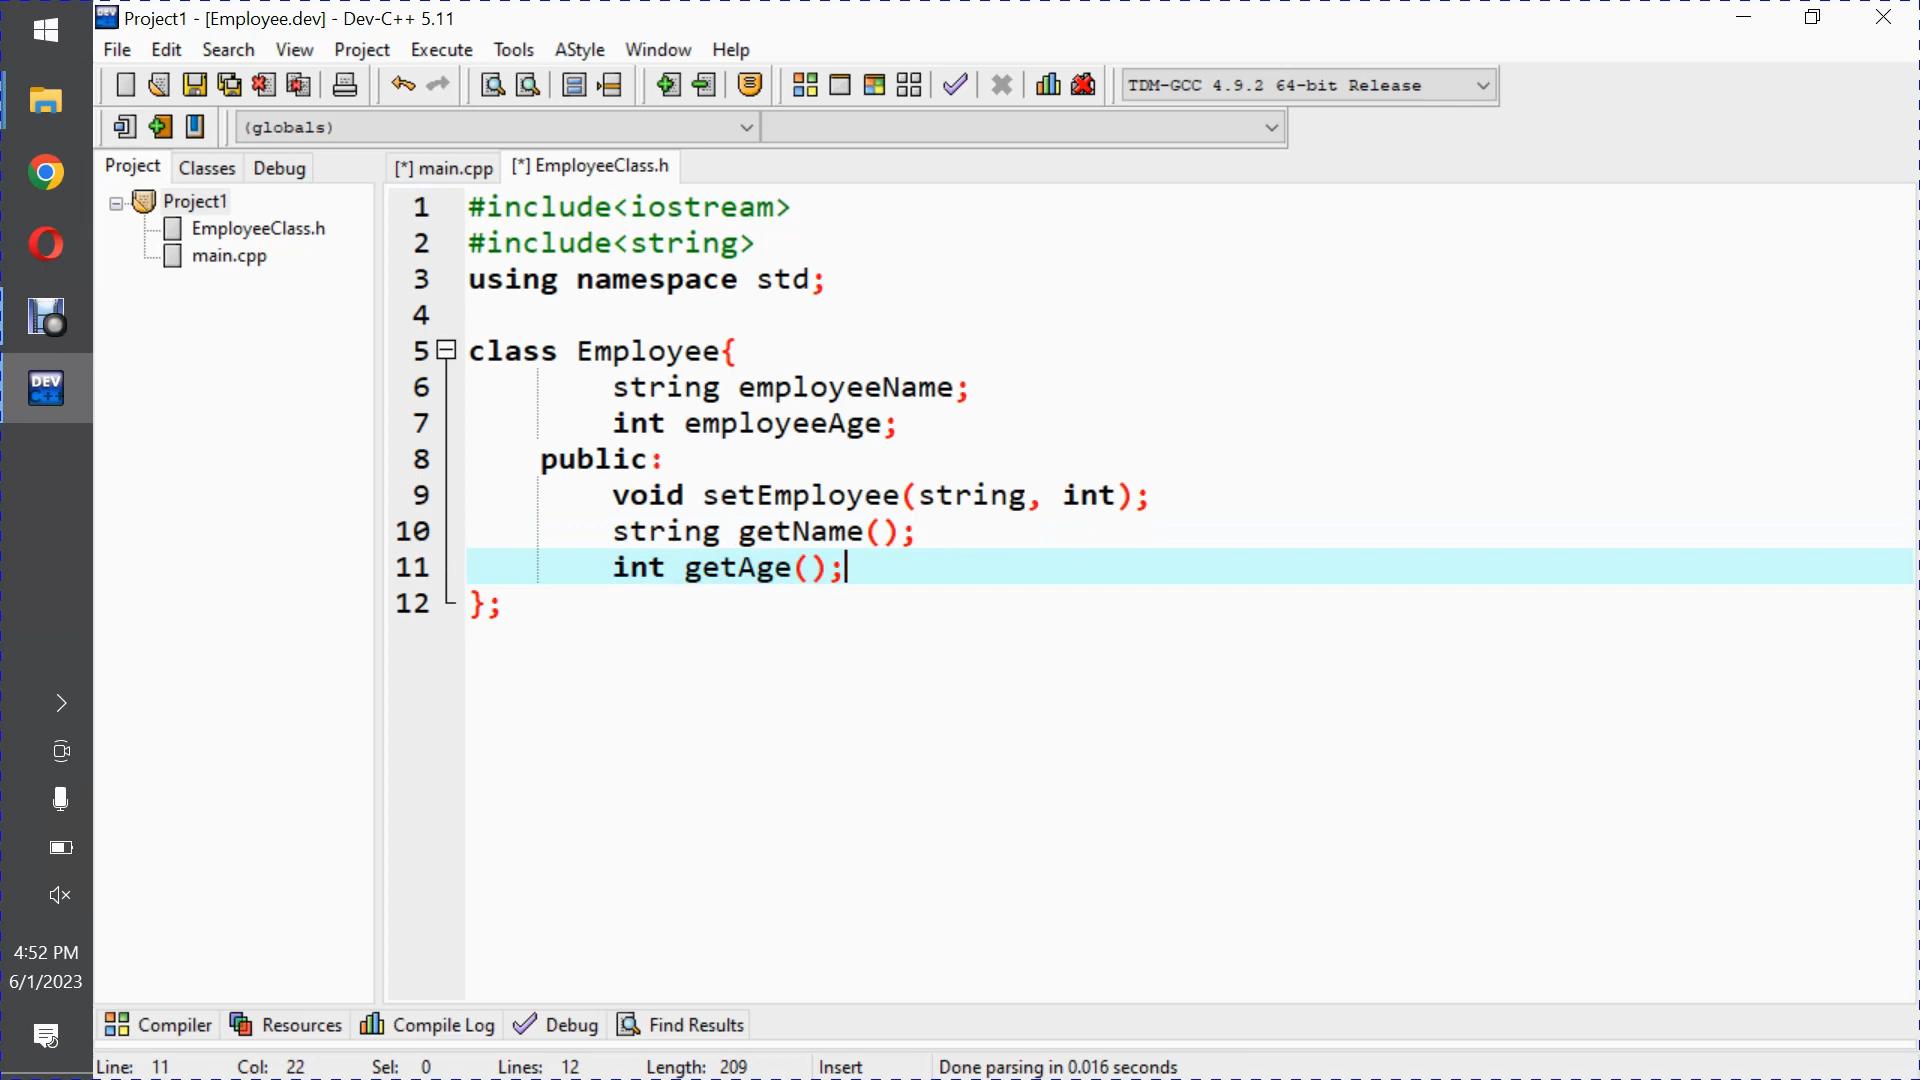 Project1 - [Employee.dev] - Dev-C++ 5.11
File Edit Search View Project Execute Tools AStyle Window Help
TDM-GCC 4.9.2 64-bit Release
(globals)
Project Classes Debug
[*] main.cpp [*] EmployeeClass.h
Project1
EmployeeClass.h
main.cpp
1 #include<iostream>
2 #include<string>
3 using namespace std;
4
5 class Employee{
6 string employeeName;
7 int employeeAge;
8 public:
9 void setEmployee(string, int);
10 string getName();
11 int getAge();
12 };
DEV
C++
4:52 PM
6/1/2023
Compiler Resources Compile Log Debug Find Results
Line: 11 Col: 22 Sel: 0 Lines: 12 Length: 209 Insert Done parsing in 0.016 seconds